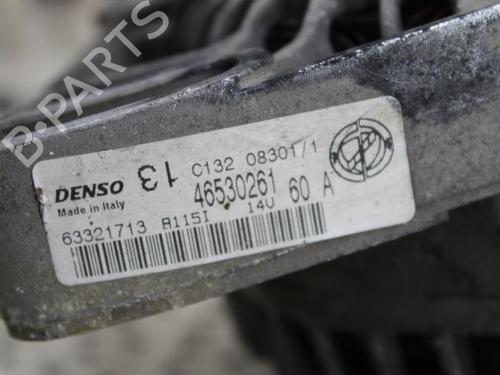 B-PARTS
C132 08301/1
DENSO 13 46530261 60 A
Made in Italy 14V
63321713 A115I